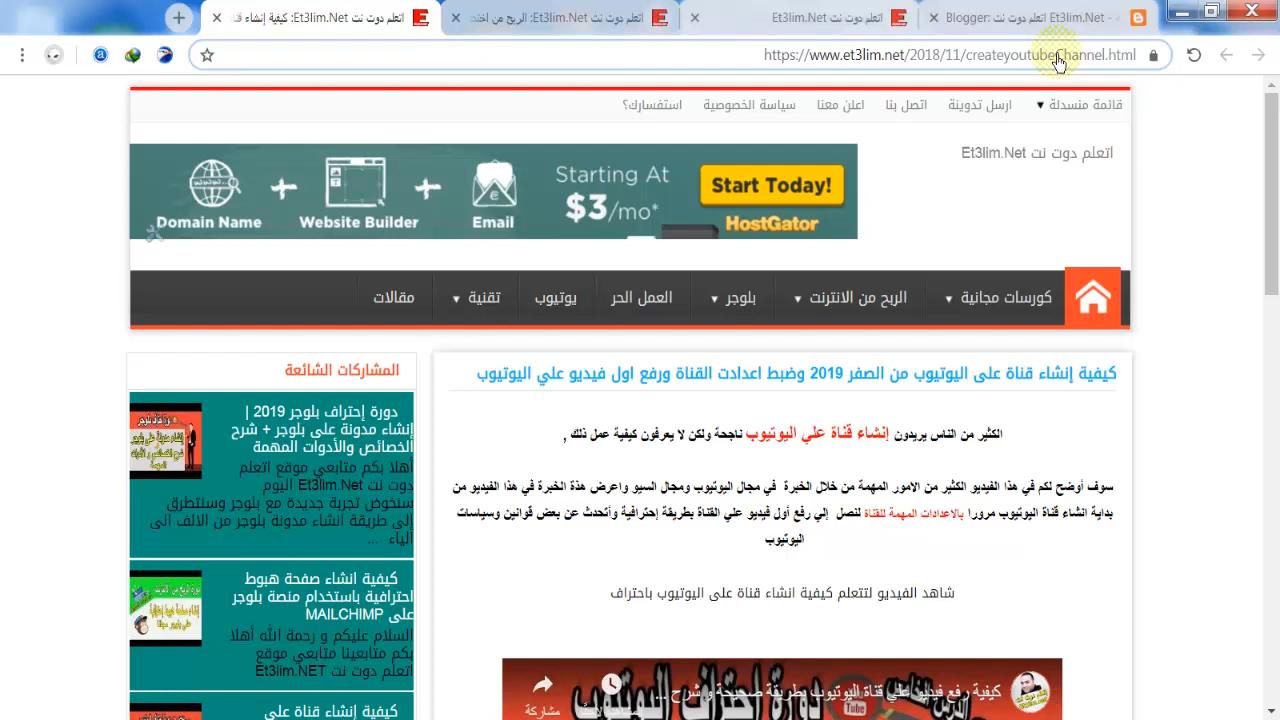 اتعلم دوت نت Et3lim.Net: كيفية إنشاء
اتعلم دوت نت Et3lim.Net: الربح من اخت
اتعلم دوت نت Et3lim.Net
Blogger: اتعلم دوت نت Et3lim.Net -
https://www.et3lim.net/2018/11/createyoutubechannel.html
قائمة منسدلة ▼ ارسل تدوينة اتصل بنا اعلن معنا سياسة الخصوصية استفسارك؟
اتعلم دوت نت Et3lim.Net
Domain Name
Website Builder
Email
Starting At
$3/mo*
Start Today!
HostGator
كورسات مجانية ▼ الربح من الانترنت ▼ بلوجر ▼ العمل الحر يوتيوب تقنية ▼ مقالات
كيفية إنشاء قناة على اليوتيوب من الصفر 2019 وضبط اعدادت القناة ورفع اول فيديو علي اليوتيوب
الكثير من الناس يريدون إنشاء قناة علي اليوتيوب ناجحة ولكن لا يعرفون كيفية عمل ذلك ,
سوف أوضح لكم في هذا الفيديو الكثير من الامور المهمة من خلال الخبرة في مجال اليوتيوب ومجال السيو واعرض هذة الخبرة في هذا الفيديو من
بداية انشاء قناة اليوتيوب مرورا بالاعدادات المهمة للقناة لنصل إلي رفع أول فيديو علي القناة بطريقة إحترافية وأتحدث عن بعض قوانين وسياسات
اليوتيوب
شاهد الفيديو لتتعلم كيفية انشاء قناة على اليوتيوب باحتراف
كيفية رفع فيديو علي قناة اليوتيوب بطريقة صحيحة و شرح ...
مشاركة
المشاركات الشائعة
دورة إحتراف بلوجر 2019 |
إنشاء مدونة على بلوجر + شرح
الخصائص والأدوات المهمة
أهلا بكم متابعي موقع اتعلم
دوت نت Et3lim.Net اليوم
سنخوض تجربة جديدة مع بلوجر وسنتطرق
إلى طريقة انشاء مدونة بلوجر من الالف الى
الياء ...
كيفية انشاء صفحة هبوط
احترافية باستخدام منصة بلوجر
على MAILCHIMP
السلام عليكم و رحمة الله أهلا
بكم متابعينا متابعي موقع
اتعلم دوت نت Et3lim.NET
كيفية إنشاء قناة على